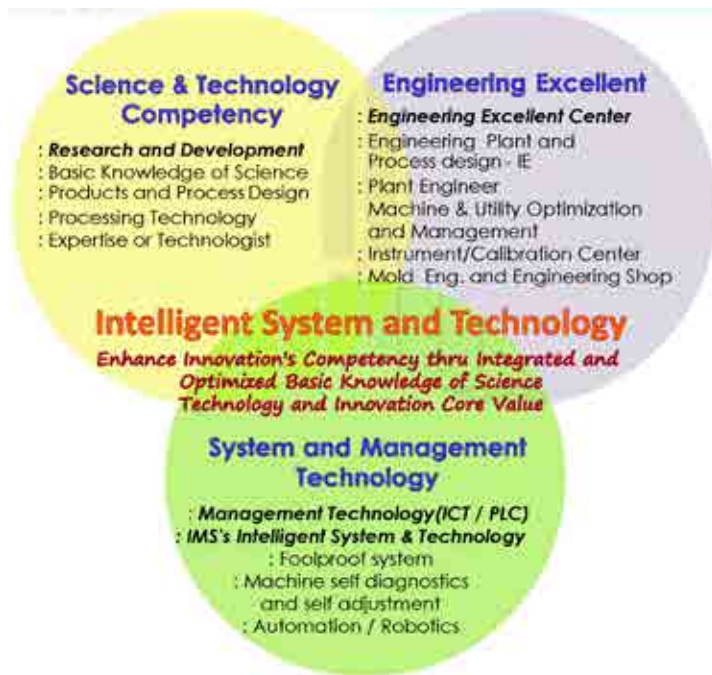 Science & Technology
Competency
: Research and Development
: Basic Knowledge of Science
: Products and Process Design
: Processing Technology
: Expertise or Technologist
Engineering Excellent
: Engineering Excellent Center
: Engineering Plant and
Process design - IE
: Plant Engineer
Machine & Utility Optimization
and Management
: Instrument/Calibration Center
: Mold Eng. and Engineering Shop
Intelligent System and Technology
Enhance Innovation's Competency thru Integrated and
Optimized Basic Knowledge of Science
Technology and Innovation Core Value
System and Management
Technology
: Management Technology(ICT / PLC)
: IMS's Intelligent System & Technology
: Foolproof system
: Machine self diagnostics
and self adjustment
: Automation / Robotics